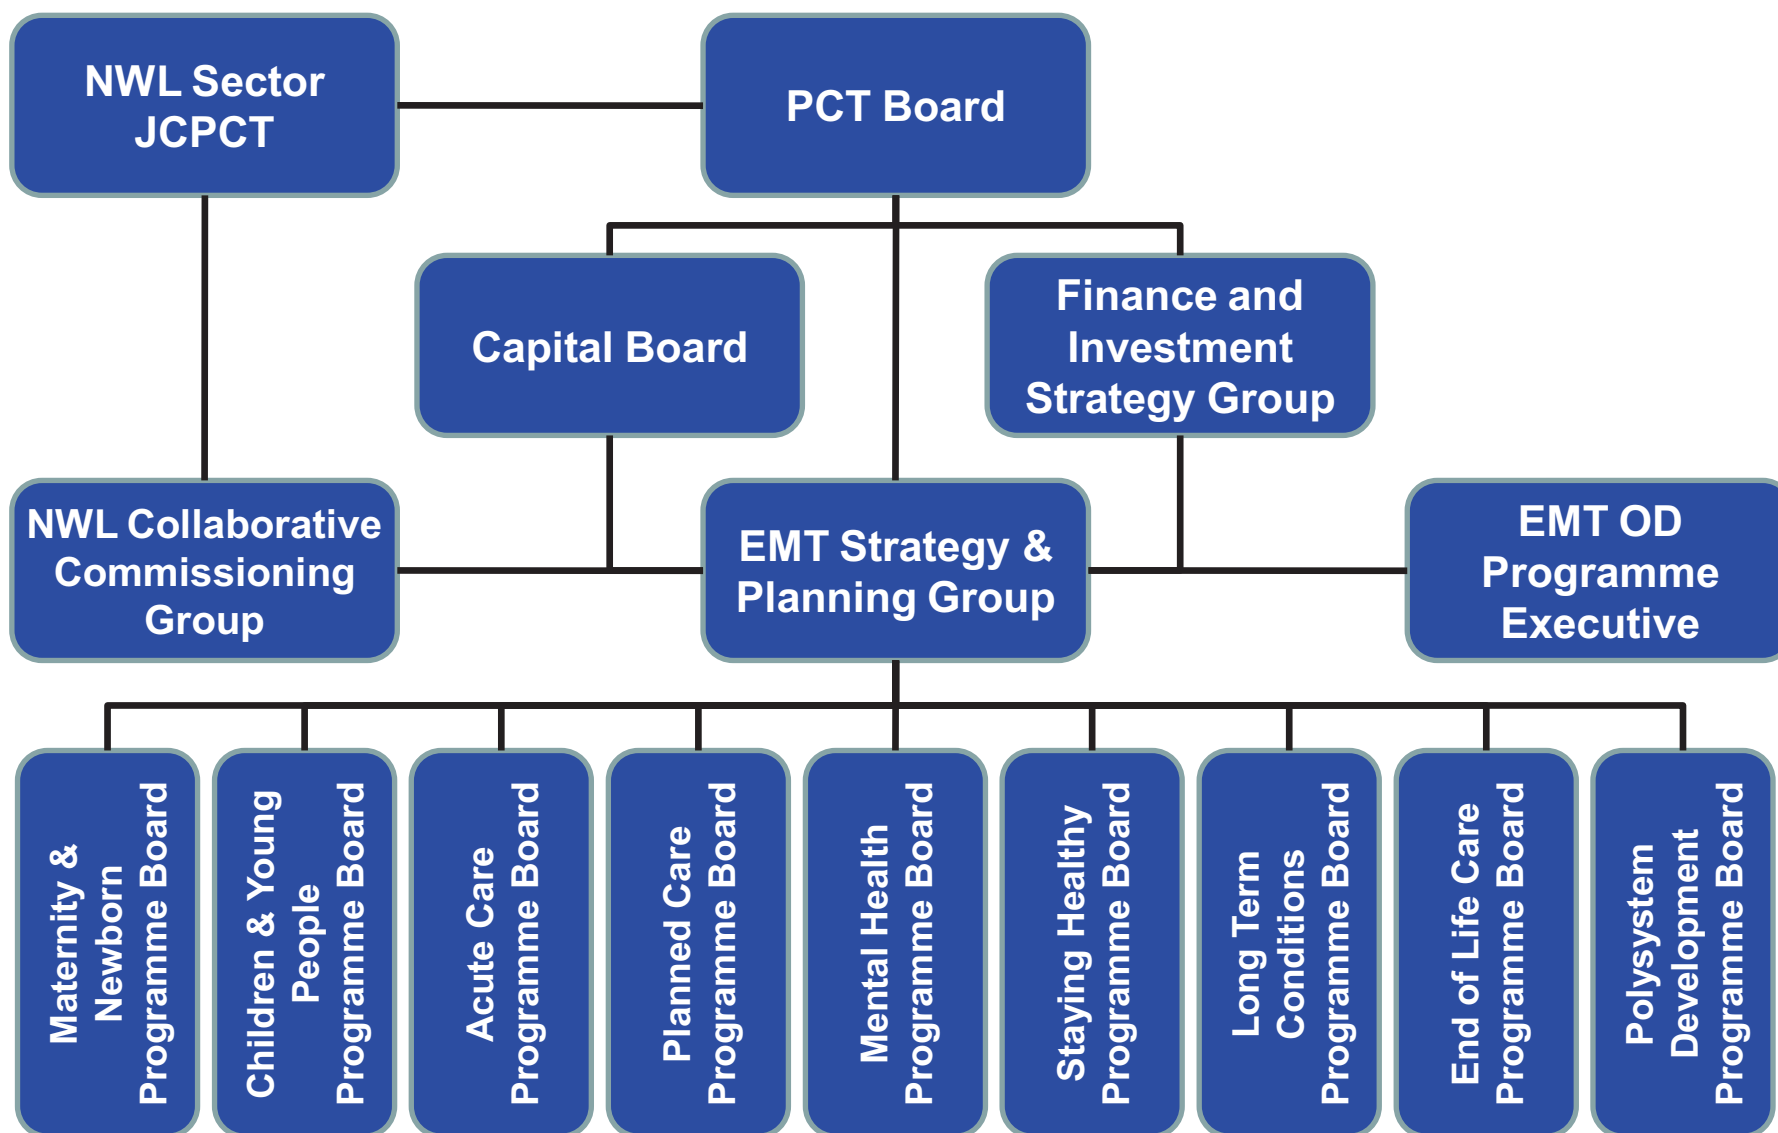 NWL Sector
JCPCT
PCT Board
Capital Board
Finance and
Investment
Strategy Group
NWL Collaborative
Commissioning
Group
EMT Strategy &
Planning Group
EMT OD
Programme
Executive
Maternity &
Newborn
Programme Board
Children & Young
People
Programme Board
Acute Care
Programme Board
Planned Care
Programme Board
Mental Health
Programme Board
Staying Healthy
Programme Board
Long Term
Conditions
Programme Board
End of Life Care
Programme Board
Polysystem
Development
Programme Board